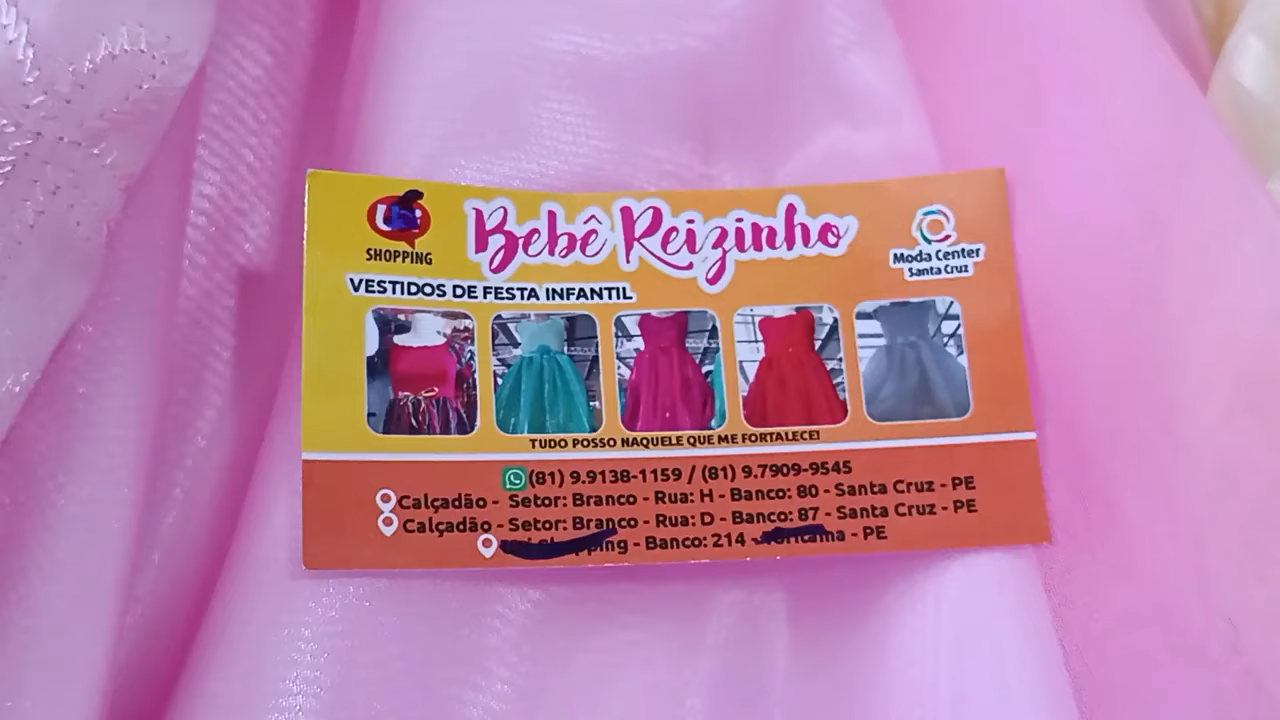 SHOPPING
Bebê Reizinho
Moda Center
Santa Cruz
VESTIDOS DE FESTA INFANTIL
TUDO POSSO NAQUELE QUE ME FORTALECE!
(81) 9.9138-1159 / (81) 9.7909-9545
Calçadão - Setor: Branco - Rua: H - Banco: 80 - Santa Cruz - PE
Calçadão - Setor: Branco - Rua: D - Banco: 87 - Santa Cruz - PE
Shopping - Banco: 214 - Toritama - PE